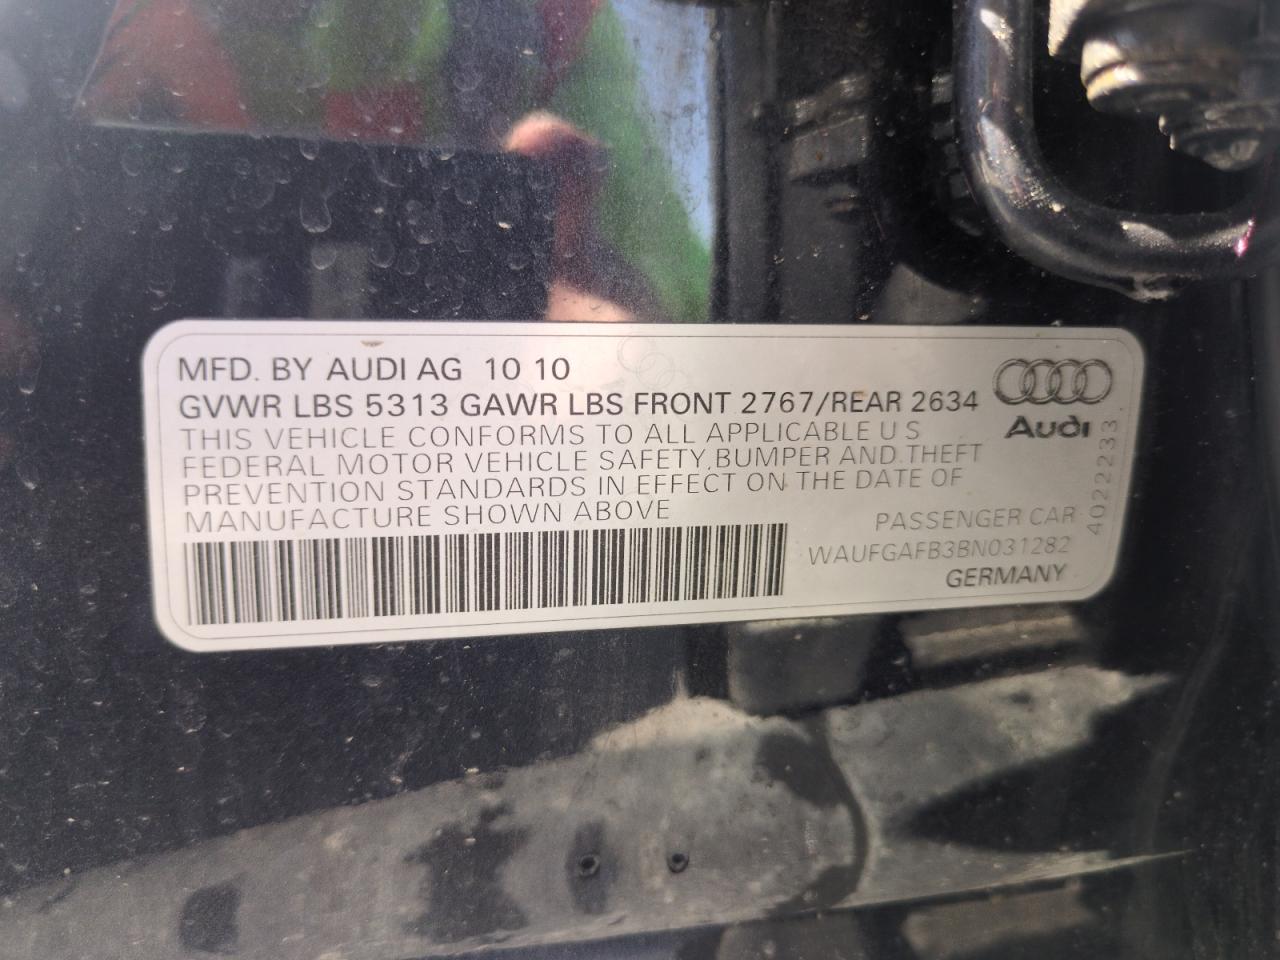 MFD. BY AUDI AG 10 10
GVWR LBS 5313 GAWR LBS FRONT 2767/REAR 2634
THIS VEHICLE CONFORMS TO ALL APPLICABLE U S
FEDERAL MOTOR VEHICLE SAFETY, BUMPER AND THEFT
PREVENTION STANDARDS IN EFFECT ON THE DATE OF
MANUFACTURE SHOWN ABOVE
Audi
4022233
PASSENGER CAR
WAUFGAFB3BN031282
GERMANY